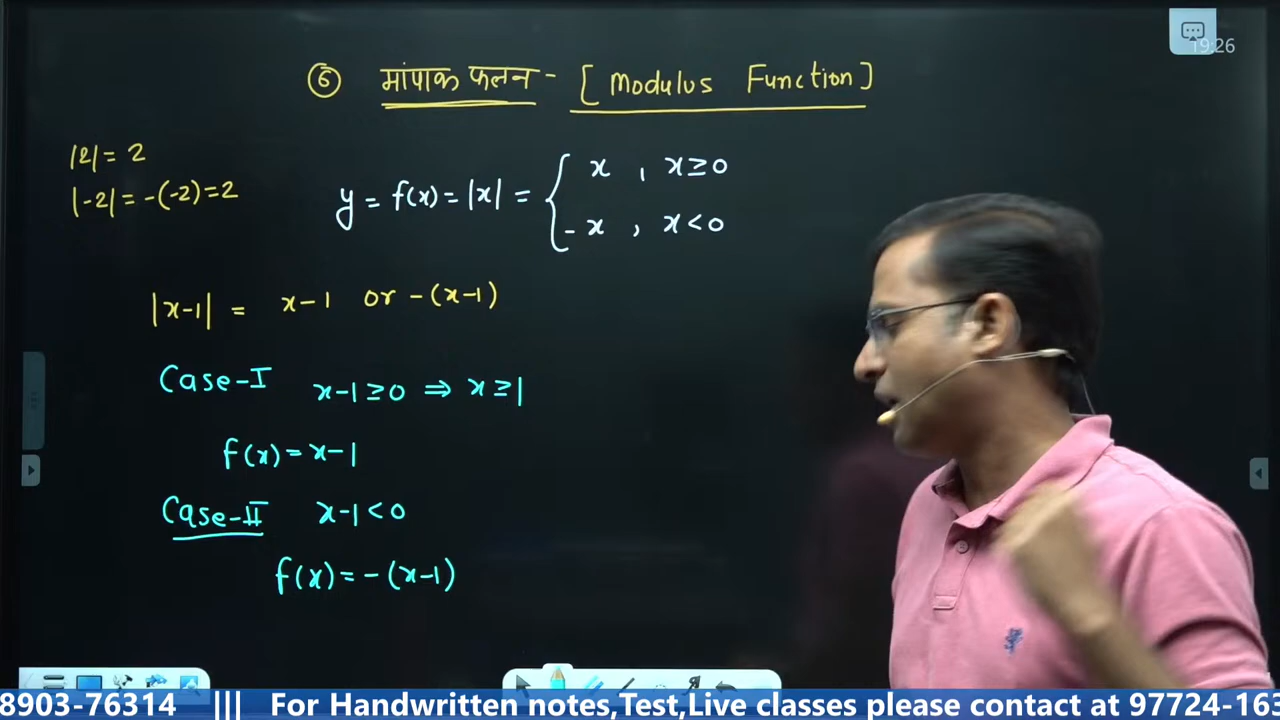 19:26
⑥ मांपाक फलन - [ Modulus Function ]
|2| = 2
|-2| = -(-2) = 2
y = f(x) = |x| = { x , x ≥ 0
- x , x < 0
|x-1| = x-1 or -(x-1)
Case-I x-1 ≥ 0 ⇒ x ≥ 1
f(x) = x-1
Case-II x-1 < 0
f(x) = -(x-1)
8903-76314 ||| For Handwritten notes,Test,Live classes please contact at 97724-163